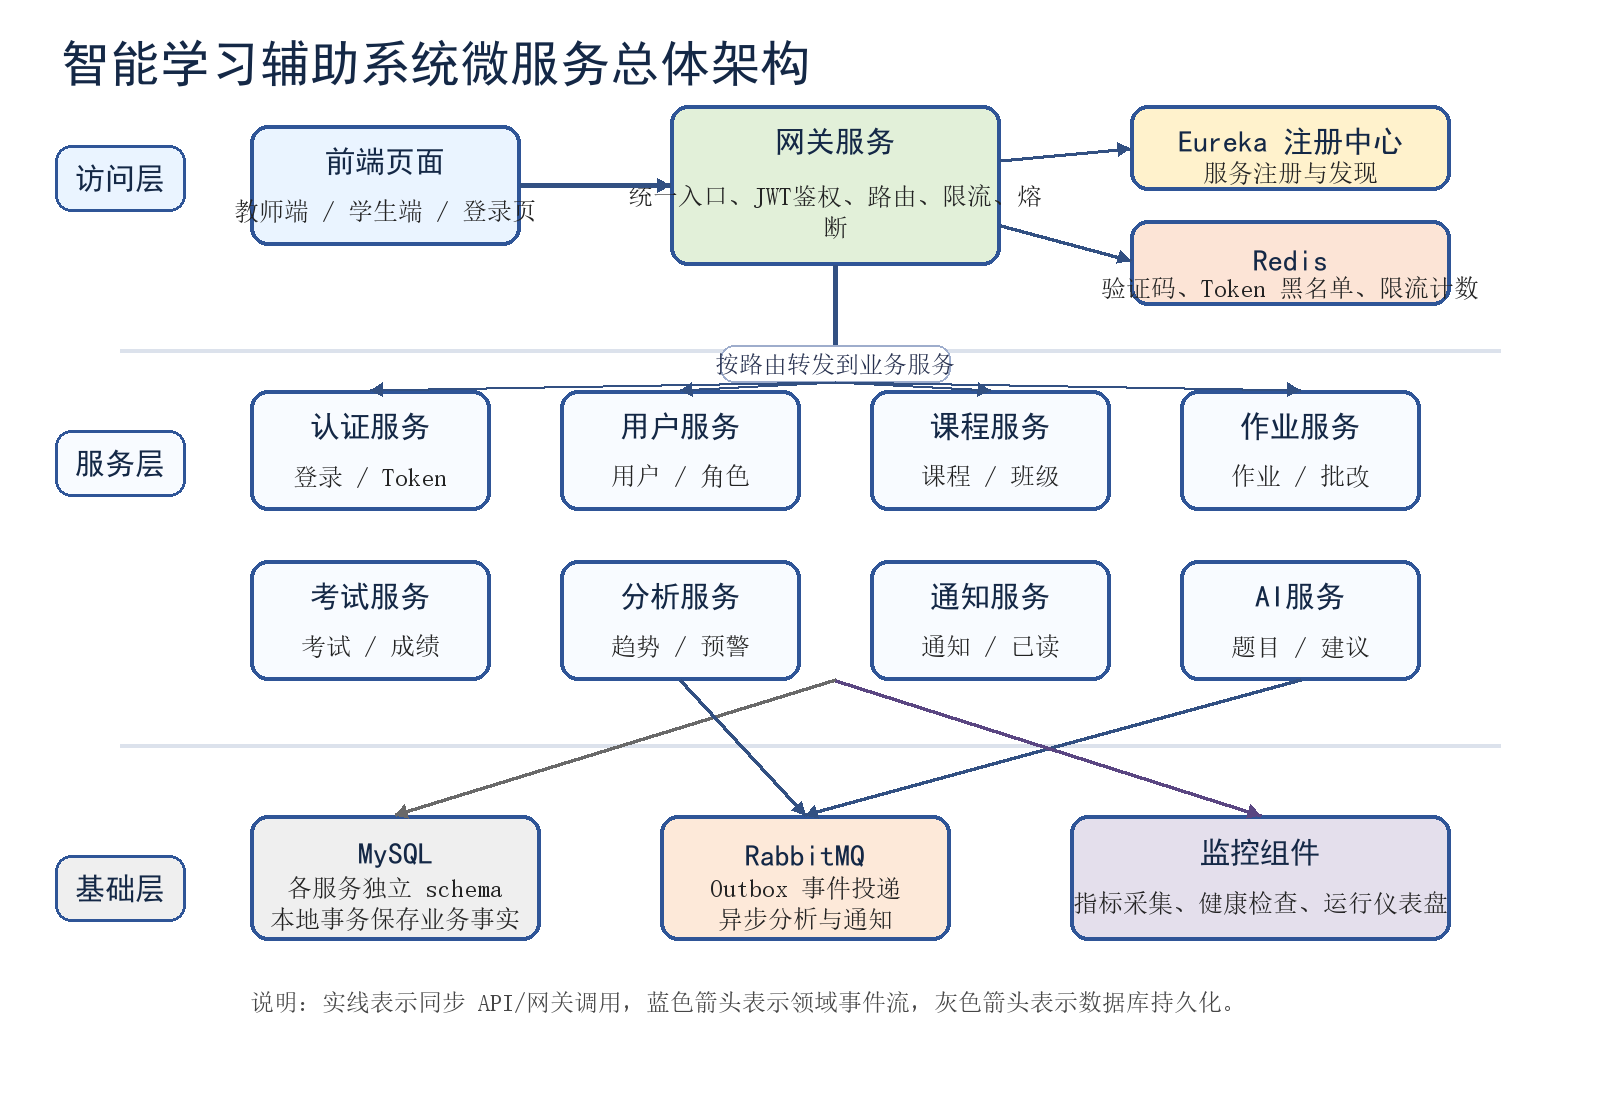 智能学习辅助系统微服务总体架构
访问层
前端页面
教师端 / 学生端 / 登录页
网关服务
统一入口、JWT鉴权、路由、限流、熔
断
Eureka 注册中心
服务注册与发现
Redis
验证码、Token 黑名单、限流计数
按路由转发到业务服务
服务层
认证服务
登录 / Token
用户服务
用户 / 角色
课程服务
课程 / 班级
作业服务
作业 / 批改
考试服务
考试 / 成绩
分析服务
趋势 / 预警
通知服务
通知 / 已读
AI服务
题目 / 建议
基础层
MySQL
各服务独立 schema
本地事务保存业务事实
RabbitMQ
Outbox 事件投递
异步分析与通知
监控组件
指标采集、健康检查、运行仪表盘
说明：实线表示同步 API/网关调用，蓝色箭头表示领域事件流，灰色箭头表示数据库持久化。